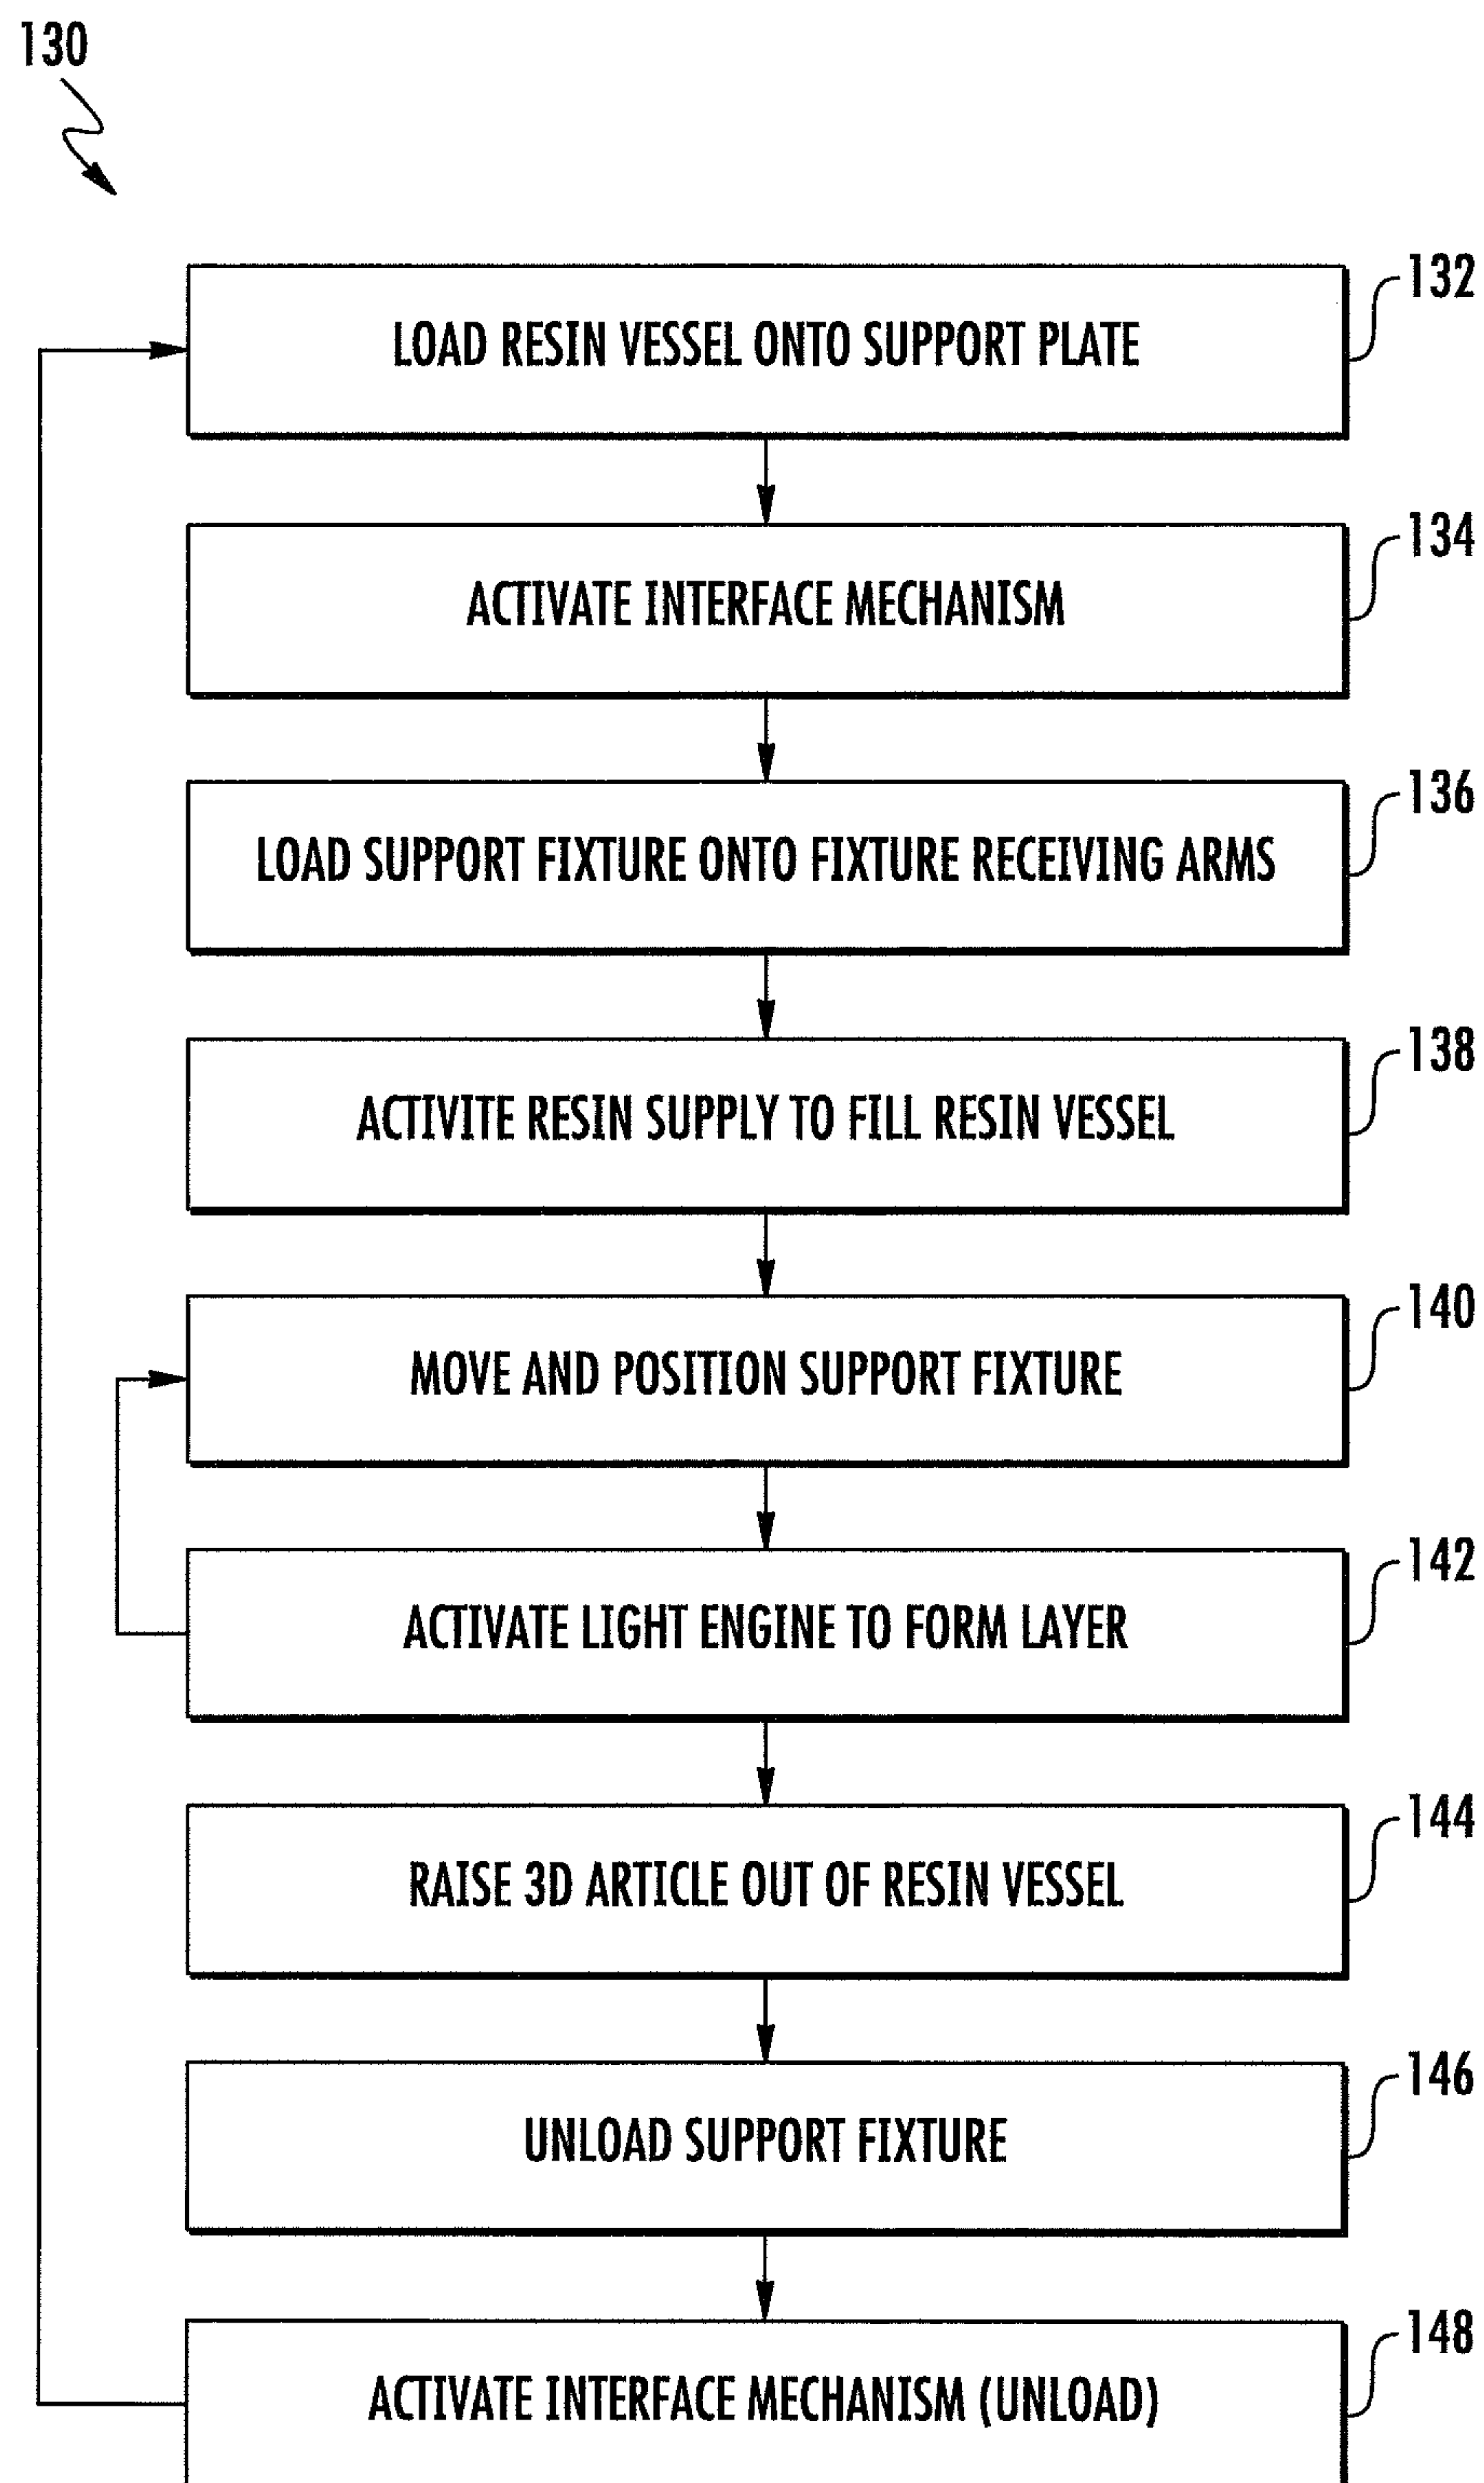 130
LOAD RESIN VESSEL ONTO SUPPORT PLATE
132
ACTIVATE INTERFACE MECHANISM
134
LOAD SUPPORT FIXTURE ONTO FIXTURE RECEIVING ARMS
136
ACTIVITE RESIN SUPPLY TO FILL RESIN VESSEL
138
MOVE AND POSITION SUPPORT FIXTURE
140
ACTIVATE LIGHT ENGINE TO FORM LAYER
142
RAISE 3D ARTICLE OUT OF RESIN VESSEL
144
UNLOAD SUPPORT FIXTURE
146
ACTIVATE INTERFACE MECHANISM (UNLOAD)
148